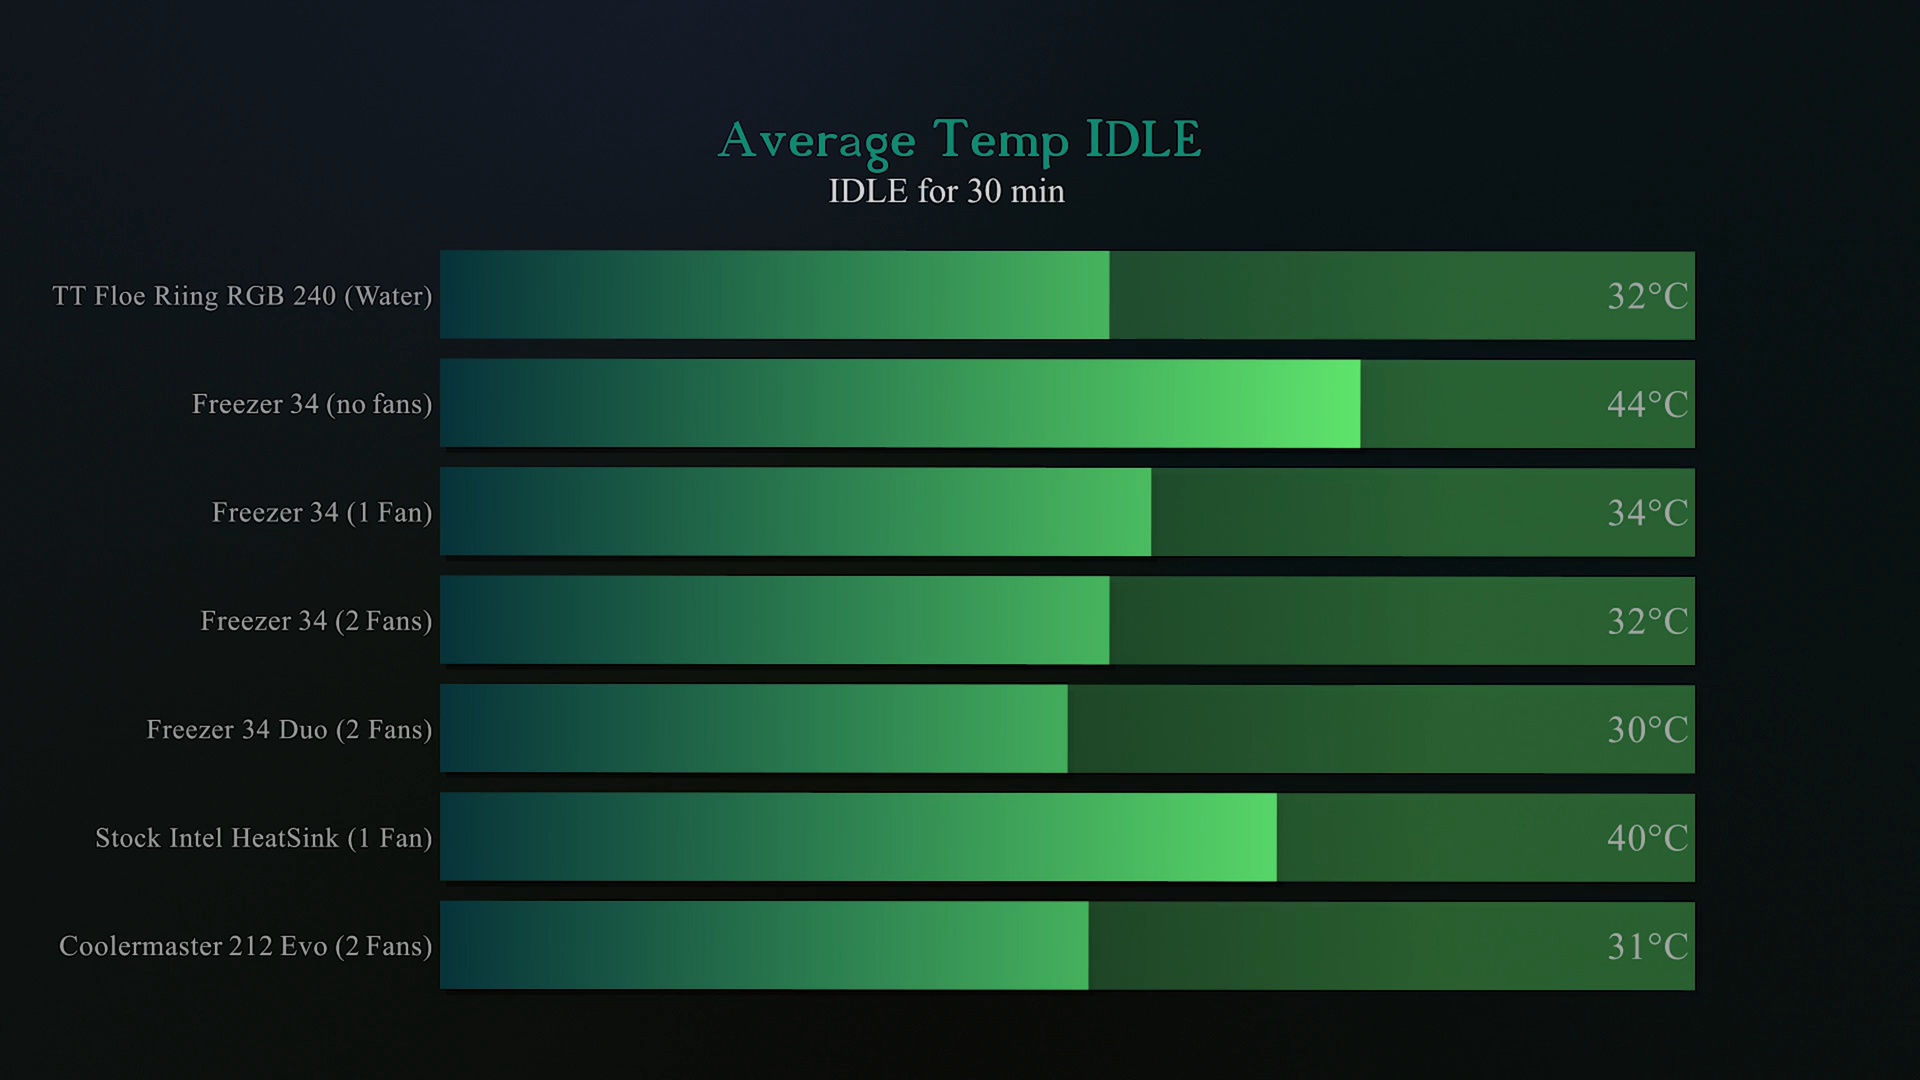 Average Temp IDLE
IDLE for 30 min
TT Floe Riing RGB 240 (Water) 32°C
Freezer 34 (no fans) 44°C
Freezer 34 (1 Fan) 34°C
Freezer 34 (2 Fans) 32°C
Freezer 34 Duo (2 Fans) 30°C
Stock Intel HeatSink (1 Fan) 40°C
Coolermaster 212 Evo (2 Fans) 31°C